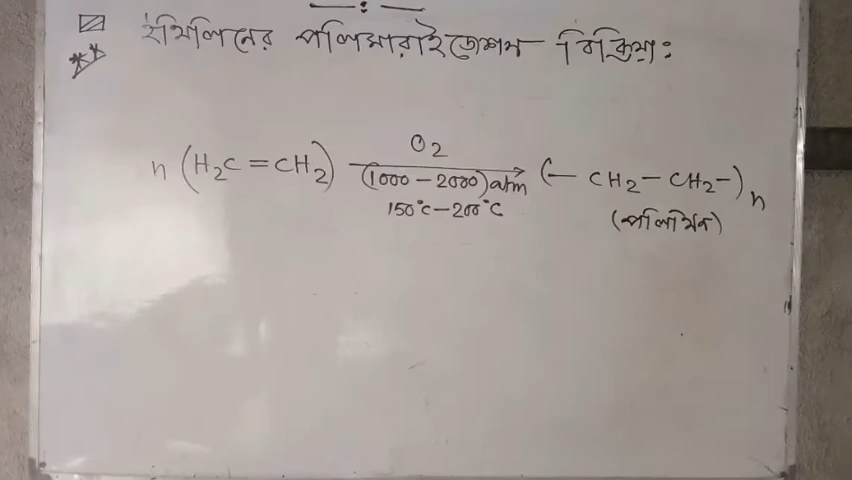 ইথিলিনের পলিমারাইজেশন বিক্রিয়া:
n (H₂C = CH₂) O₂ (1000 – 2000) atm 150°C – 200°C (– CH₂ – CH₂ –)n
(পলিথিন)